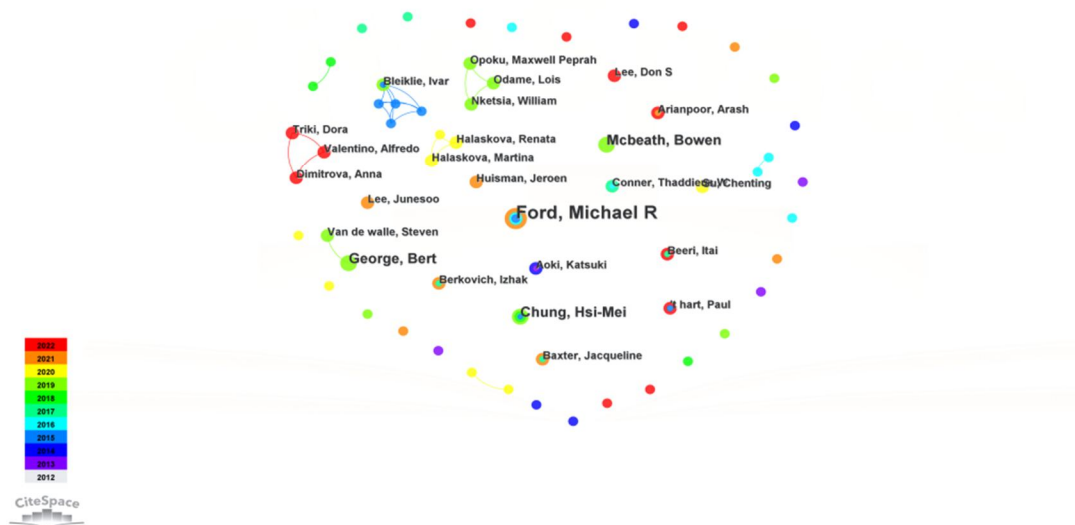 Opoku, Maxwell Peprah
Lee, Don S
Bleiklie, Ivar
Odame, Lois
Nketsia, William
Arianpoor, Arash
Triki, Dora
Halaskova, Renata
Mcbeath, Bowen
Valentino, Alfredo
Halaskova, Martina
Dimitrova, Anna
Huisman, Jeroen
Conner, Thaddieus W
Su, Chenting
Lee, Junesoo
Ford, Michael R
Van de walle, Steven
George, Bert
Beeri, Itai
Aoki, Katsuki
Berkovich, Izhak
't hart, Paul
Chung, Hsi-Mei
Baxter, Jacqueline
2022
2021
2020
2019
2018
2017
2016
2015
2014
2013
2012
CiteSpace